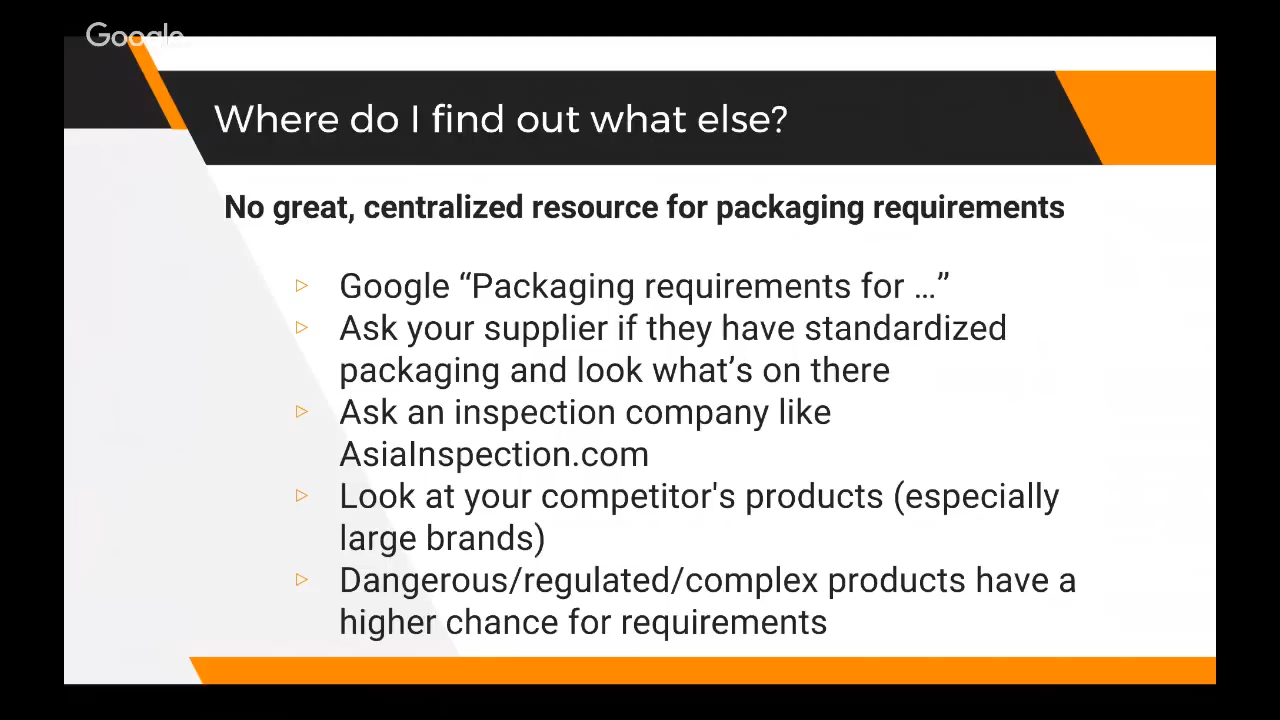 Google
Where do I find out what else?
No great, centralized resource for packaging requirements
Google “Packaging requirements for …”
Ask your supplier if they have standardized
packaging and look what’s on there
Ask an inspection company like
AsiaInspection.com
Look at your competitor's products (especially
large brands)
Dangerous/regulated/complex products have a
higher chance for requirements